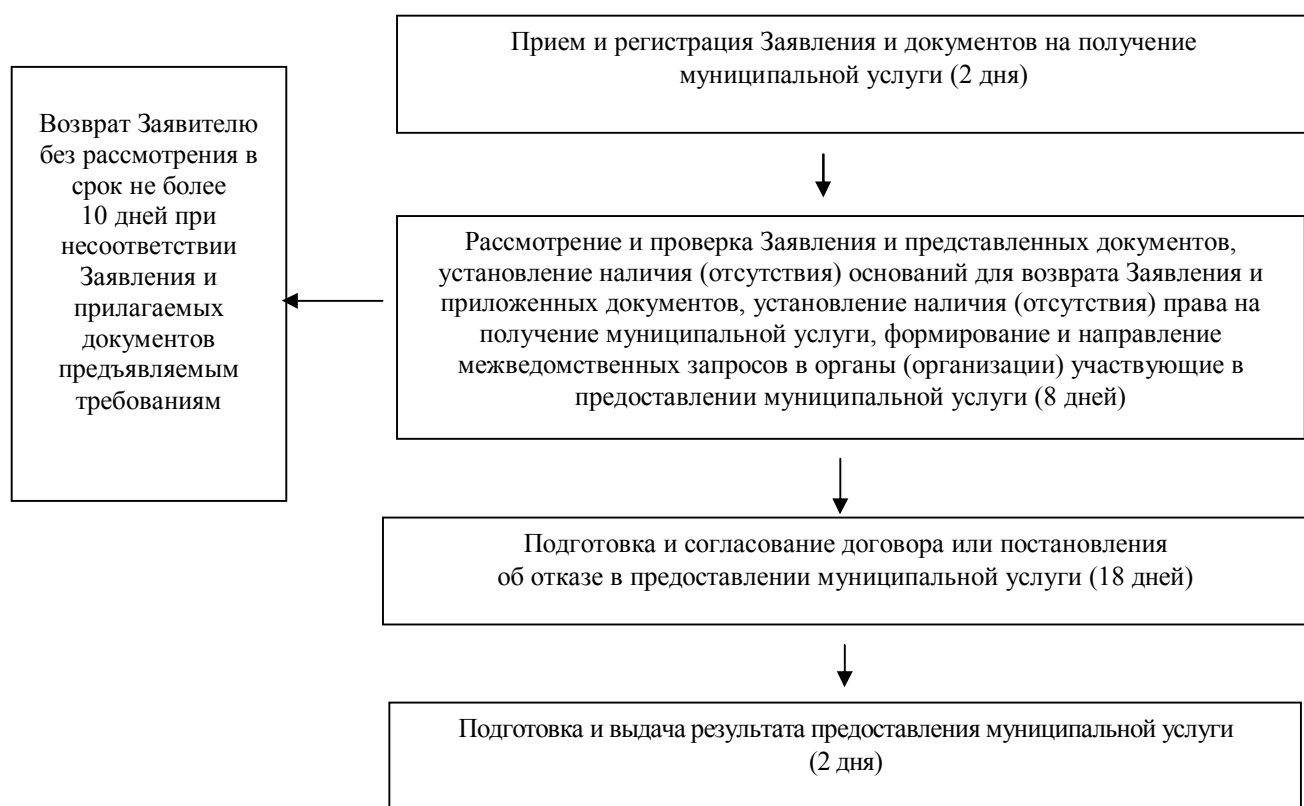 Прием и регистрация Заявления и документов на получение
муниципальной услуги (2 дня)
Возврат Заявителю
без рассмотрения в
срок не более
10 дней при
несоответствии
Заявления и
прилагаемых
документов
предъявляемым
требованиям
Рассмотрение и проверка Заявления и представленных документов,
установление наличия (отсутствия) оснований для возврата Заявления и
приложенных документов, установление наличия (отсутствия) права на
получение муниципальной услуги, формирование и направление
межведомственных запросов в органы (организации) участвующие в
предоставлении муниципальной услуги (8 дней)
Подготовка и согласование договора или постановления
об отказе в предоставлении муниципальной услуги (18 дней)
Подготовка и выдача результата предоставления муниципальной услуги
(2 дня)